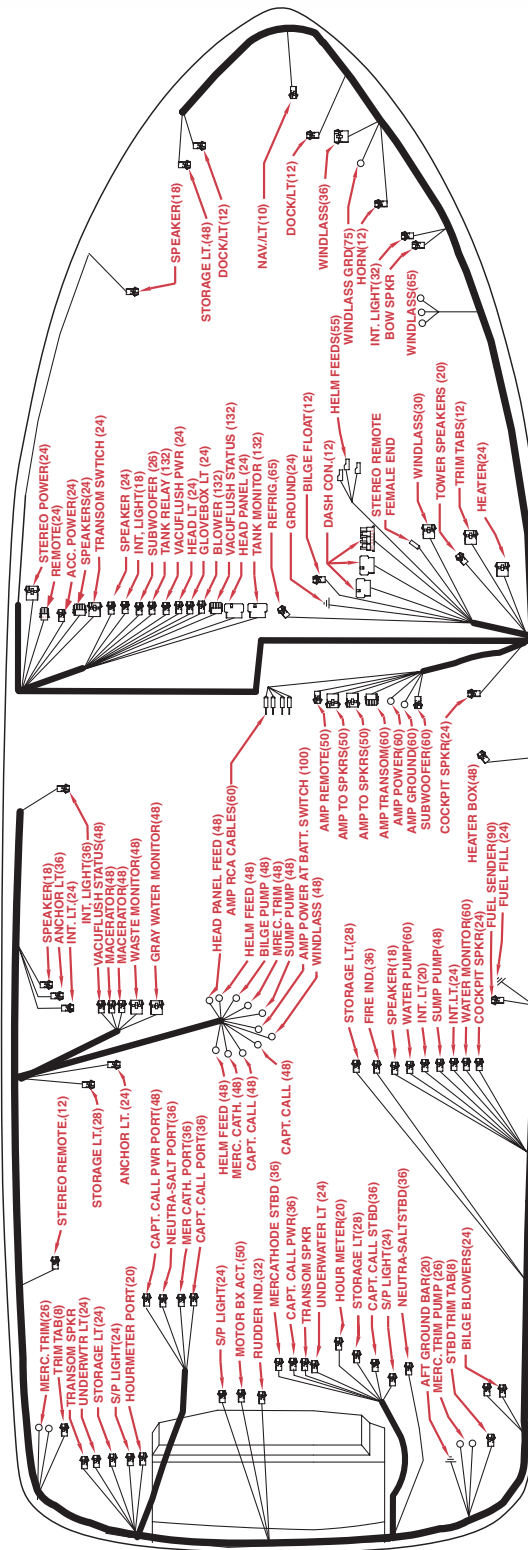 SPEAKER(18)
STORAGE LT.(48)
DOCK/LT(12)
NAV./LT(10)
DOCK/LT(12)
WINDLASS(36)
WINDLASS GRD(75)
HORN(12)
INT. LIGHT(32)
BOW SPKR
WINDLASS(65)
STEREO POWER(24)
REMOTE(24)
ACC. POWER(24)
SPEAKERS(24)
TRANSOM SWTICH (24)
SPEAKER (24)
INT, LIGHT(18)
SUBWOOFER (26)
TANK RELAY (132)
VACUFLUSH PWR (24)
HEAD LT (24)
GLOVEBOX LT (24)
BLOWER (132)
VACUFLUSH STATUS (132)
HEAD PANEL (24)
TANK MONITOR (132)
REFRIG.(65)
GROUND(24)
BILGE FLOAT(12)
DASH CON.(12)
HELM FEEDS(55)
STEREO REMOTE
FEMALE END
WINDLASS(30)
TOWER SPEAKERS (20)
TRIM TABS(12)
HEATER(24)
SPEAKER(18)
ANCHOR LT(36)
INT. LT.(24)
INT, LIGHT(36)
VACUFLUSH STATUS(48)
MACERATOR(48)
MACERATOR(48)
WASTE MONITOR(48)
GRAY WATER MONITOR(48)
HEAD PANEL FEED (48)
AMP RCA CABLES(60)
HELM FEED (48)
BILGE PUMP (48)
MREC. TRIM (48)
SUMP PUMP (48)
AMP POWER AT BATT. SWITCH (100)
WINDLASS (48)
AMP REMOTE(50)
AMP TO SPKRS(50)
AMP TO SPKRS(50)
AMP TRANSOM(60)
AMP POWER(60)
AMP GROUND(60)
SUBWOOFER(60)
COCKPIT SPKR(24)
HEATER BOX(48)
FUEL SENDER(90)
FUEL FILL (24)
STORAGE LT.(28)
FIRE IND.(36)
SPEAKER(18)
WATER PUMP(60)
INT. LT(20)
SUMP PUMP(48)
INT.LT.(24)
WATER MONITOR(60)
COCKPIT SPKR(24)
STEREO REMOTE.(12)
STORAGE LT.(28)
ANCHOR LT. (24)
HELM FEED (48)
MERC. CATH. (48)
CAPT. CALL (48)
CAPT. CALL (48)
CAPT. CALL PWR PORT(48)
NEUTRA-SALT PORT(36)
MER CATH. PORT(36)
CAPT. CALL PORT(36)
MERC. TRIM(26)
TRIM TAB(8)
TRANSOM SPKR
UNDERWTR LT(24)
STORAGE LT(24)
S/P LIGHT(24)
HOURMETER PORT(20)
S/P LIGHT(24)
MOTOR BX ACT.(50)
RUDDER IND.(32)
MERCATHODE STBD (36)
CAPT. CALL PWR(36)
TRANSOM SPKR
UNDERWATER LT (24)
HOUR METER(20)
STORAGE LT(28)
CAPT. CALL STBD(36)
S/P LIGHT(24)
NEUTRA-SALTSTBD(36)
AFT GROUND BAR(20)
MERC. TRIM PUMP (26)
STBD TRIM TAB(8)
BILGE BLOWERS(24)